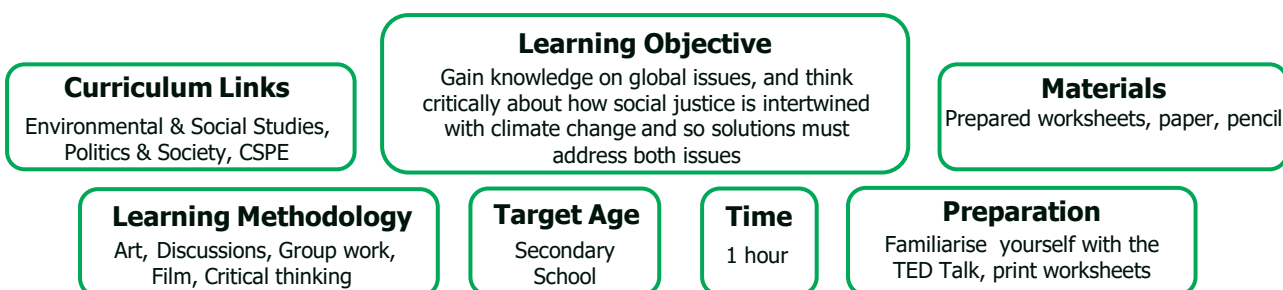 Curriculum Links
Environmental & Social Studies,
Politics & Society, CSPE
Learning Objective
Gain knowledge on global issues, and think
critically about how social justice is intertwined
with climate change and so solutions must
address both issues
Materials
Prepared worksheets, paper, pencil
Learning Methodology
Art, Discussions, Group work,
Film, Critical thinking
Target Age
Secondary
School
Time
1 hour
Preparation
Familiarise yourself with the
TED Talk, print worksheets